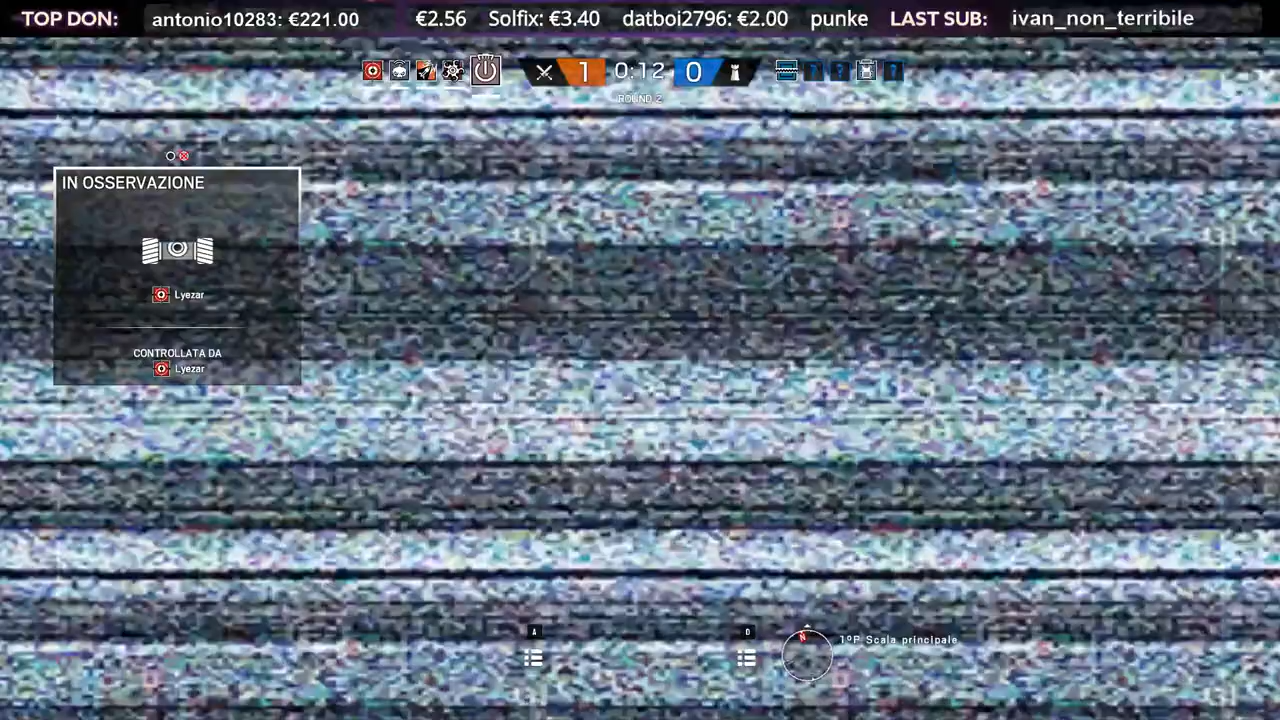 TOP DON: antonio10283: €221.00 €2.56 Solfix: €3.40 datboi2796: €2.00 punke LAST SUB: ivan_non_terribile
1 0:12 0
ROUND 2
IN OSSERVAZIONE
Lyezar
CONTROLLATA DA
Lyezar
A D
N 1ºP Scala principale